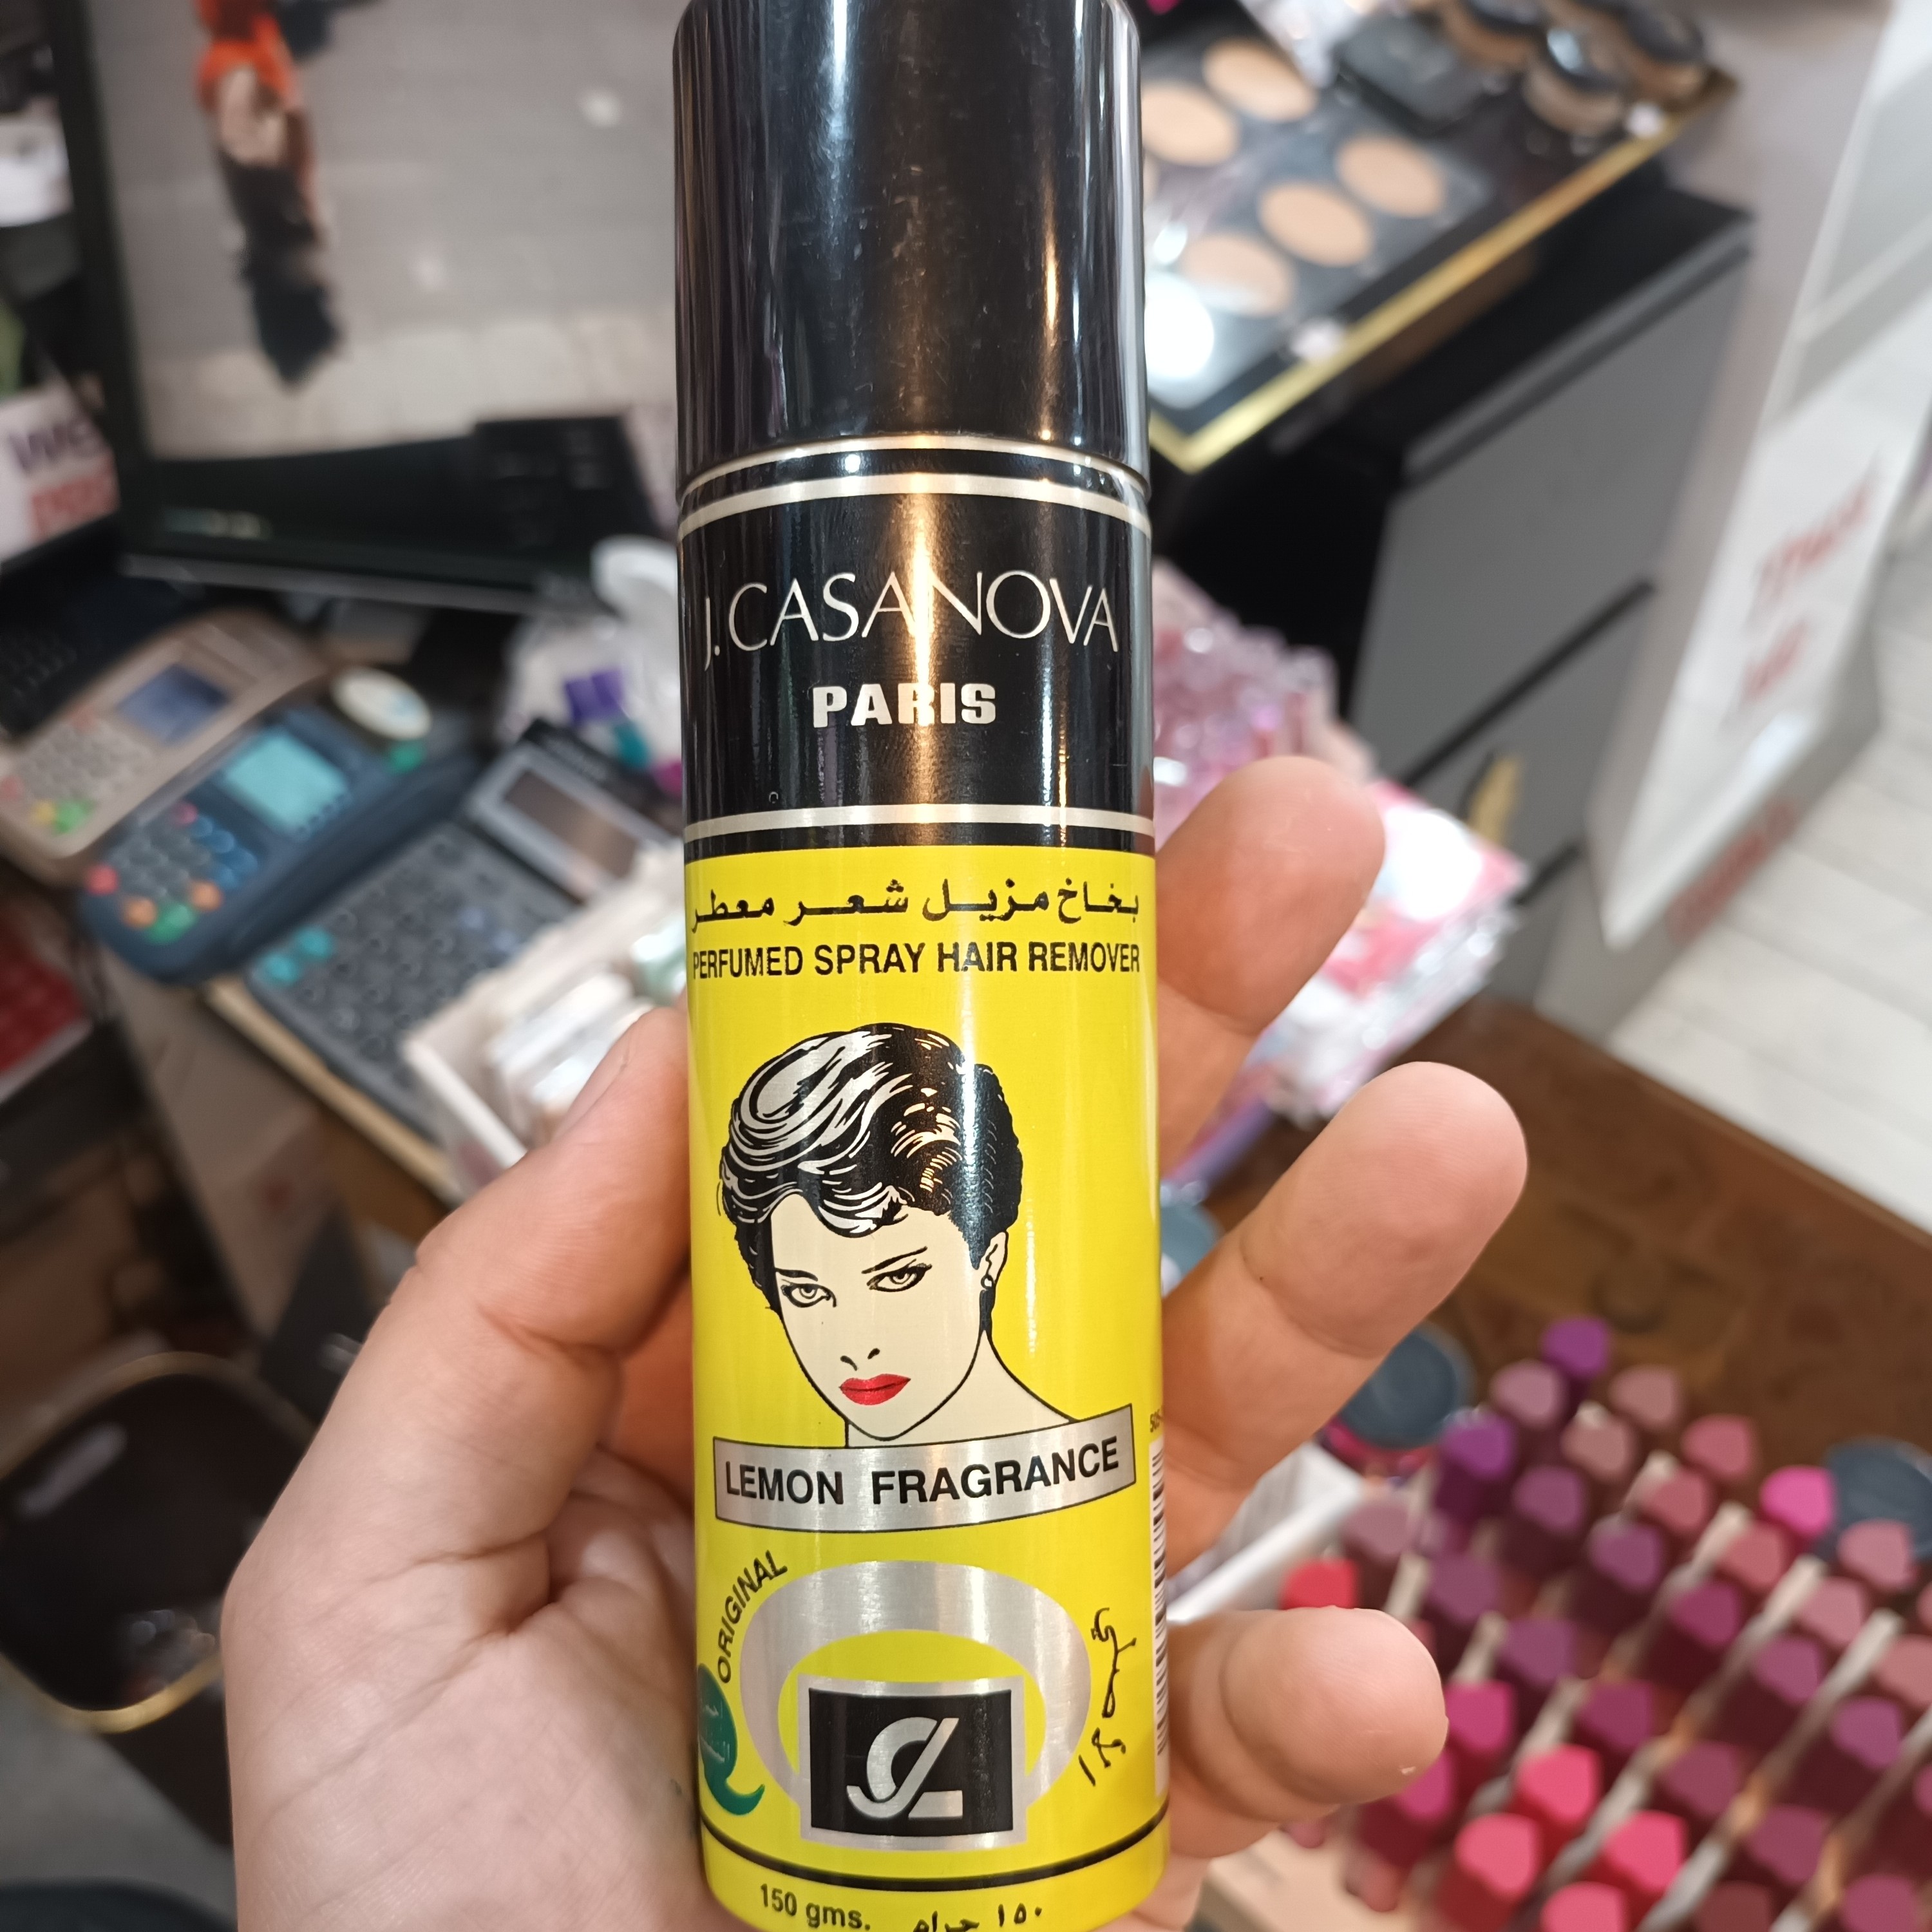 J. CASANOVA
PARIS
بخاخ مزيل شعر معطر
PERFUMED SPRAY HAIR REMOVER
LEMON FRAGRANCE
ORIGINAL
150 gms. ١٥٠ جرام